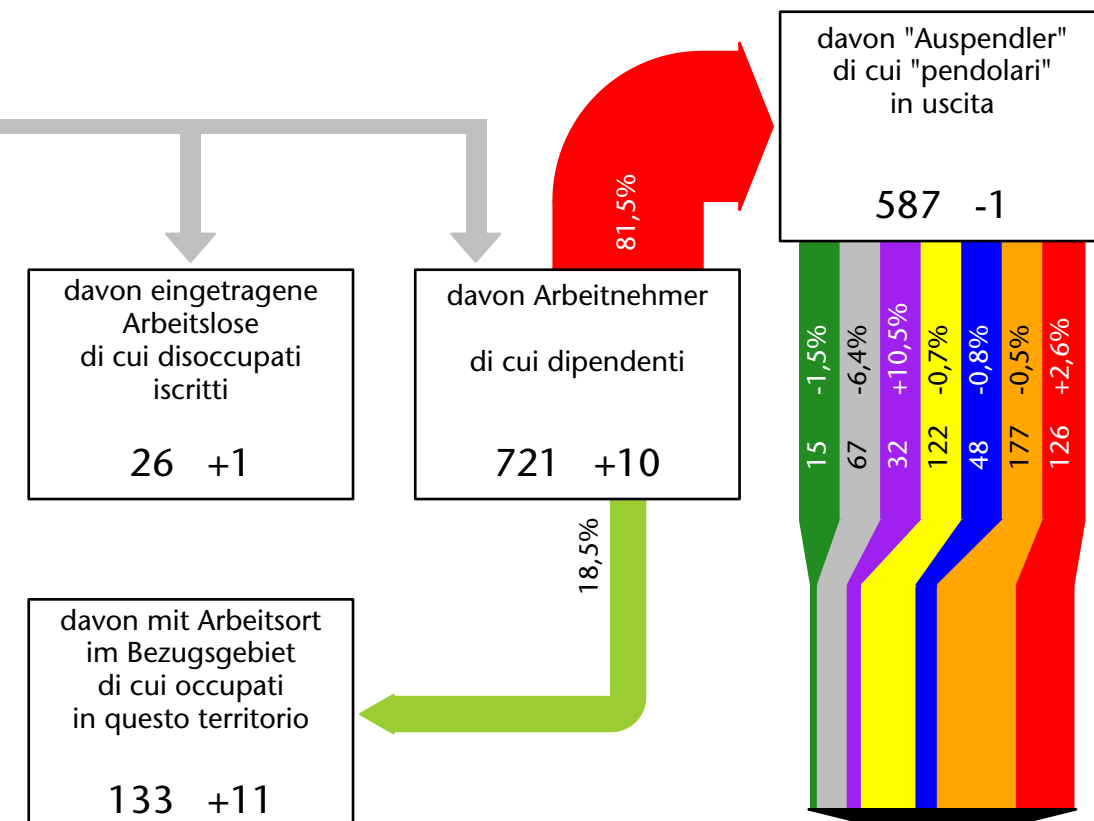 davon "Auspendler"
di cui "pendolari"
in uscita
587 -1
81,5%
davon eingetragene
Arbeitslose
di cui disoccupati
iscritti
26 +1
davon Arbeitnehmer
di cui dipendenti
721 +10
15 -1,5%
67 -6,4%
32 +10,5%
122 -0,7%
48 -0,8%
177 -0,5%
126 +2,6%
18,5%
davon mit Arbeitsort
im Bezugsgebiet
di cui occupati
in questo territorio
133 +11